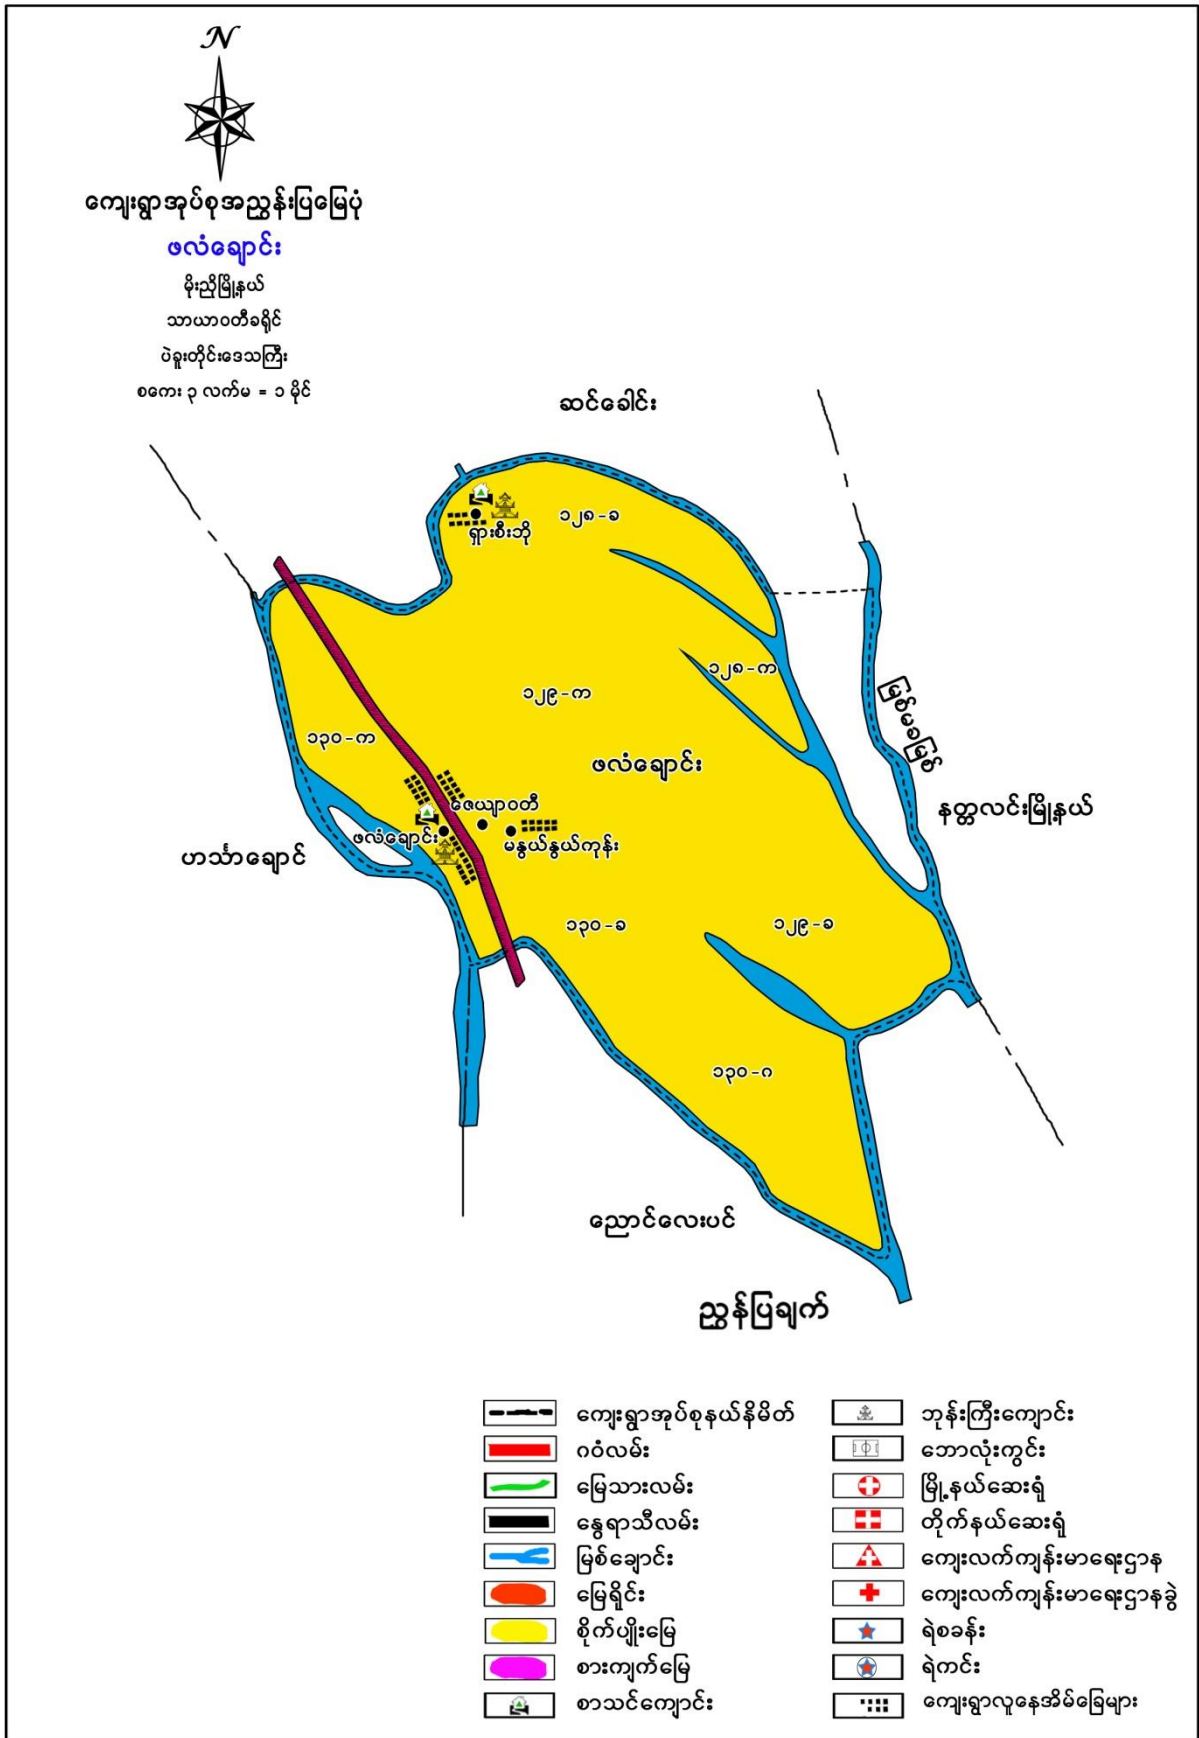 N
ကျေးရွာအုပ်စုအညွှန်းပြမြေပုံ
ဖလံချောင်း
မိုးညိုမြို့နယ်
သာယာဝတီခရိုင်
ပဲခူးတိုင်းဒေသကြီး
စကေး ၃ လက်မ = ၁ မိုင်
ဆင်ခေါင်း
၁၂၈-ခ
ရှားစီးဘို
၁၂၈-က
၁၂၉-က
မြစ်မခမြစ်
၁၃၀-က
ဖလံချောင်း
ဇေယျာဝတီ
နတ္တလင်းမြို့နယ်
ဖလံချောင်း
မနွယ်နွယ်ကုန်း
ဟင်္သာချောင်
၁၃၀-ခ
၁၂၉-ခ
၁၃၀-ဂ
ညောင်လေးပင်
ညွှန်ပြချက်
ကျေးရွာအုပ်စုနယ်နိမိတ်
ဂဝံလမ်း
မြေသားလမ်း
နွေရာသီလမ်း
မြစ်ချောင်း
မြေရိုင်း
စိုက်ပျိုးမြေ
စားကျက်မြေ
စာသင်ကျောင်း
ဘုန်းကြီးကျောင်း
ဘောလုံးကွင်း
မြို့နယ်ဆေးရုံ
တိုက်နယ်ဆေးရုံ
ကျေးလက်ကျန်းမာရေးဌာန
ကျေးလက်ကျန်းမာရေးဌာနခွဲ
ရဲစခန်း
ရဲကင်း
ကျေးရွာလူနေအိမ်ခြေများ